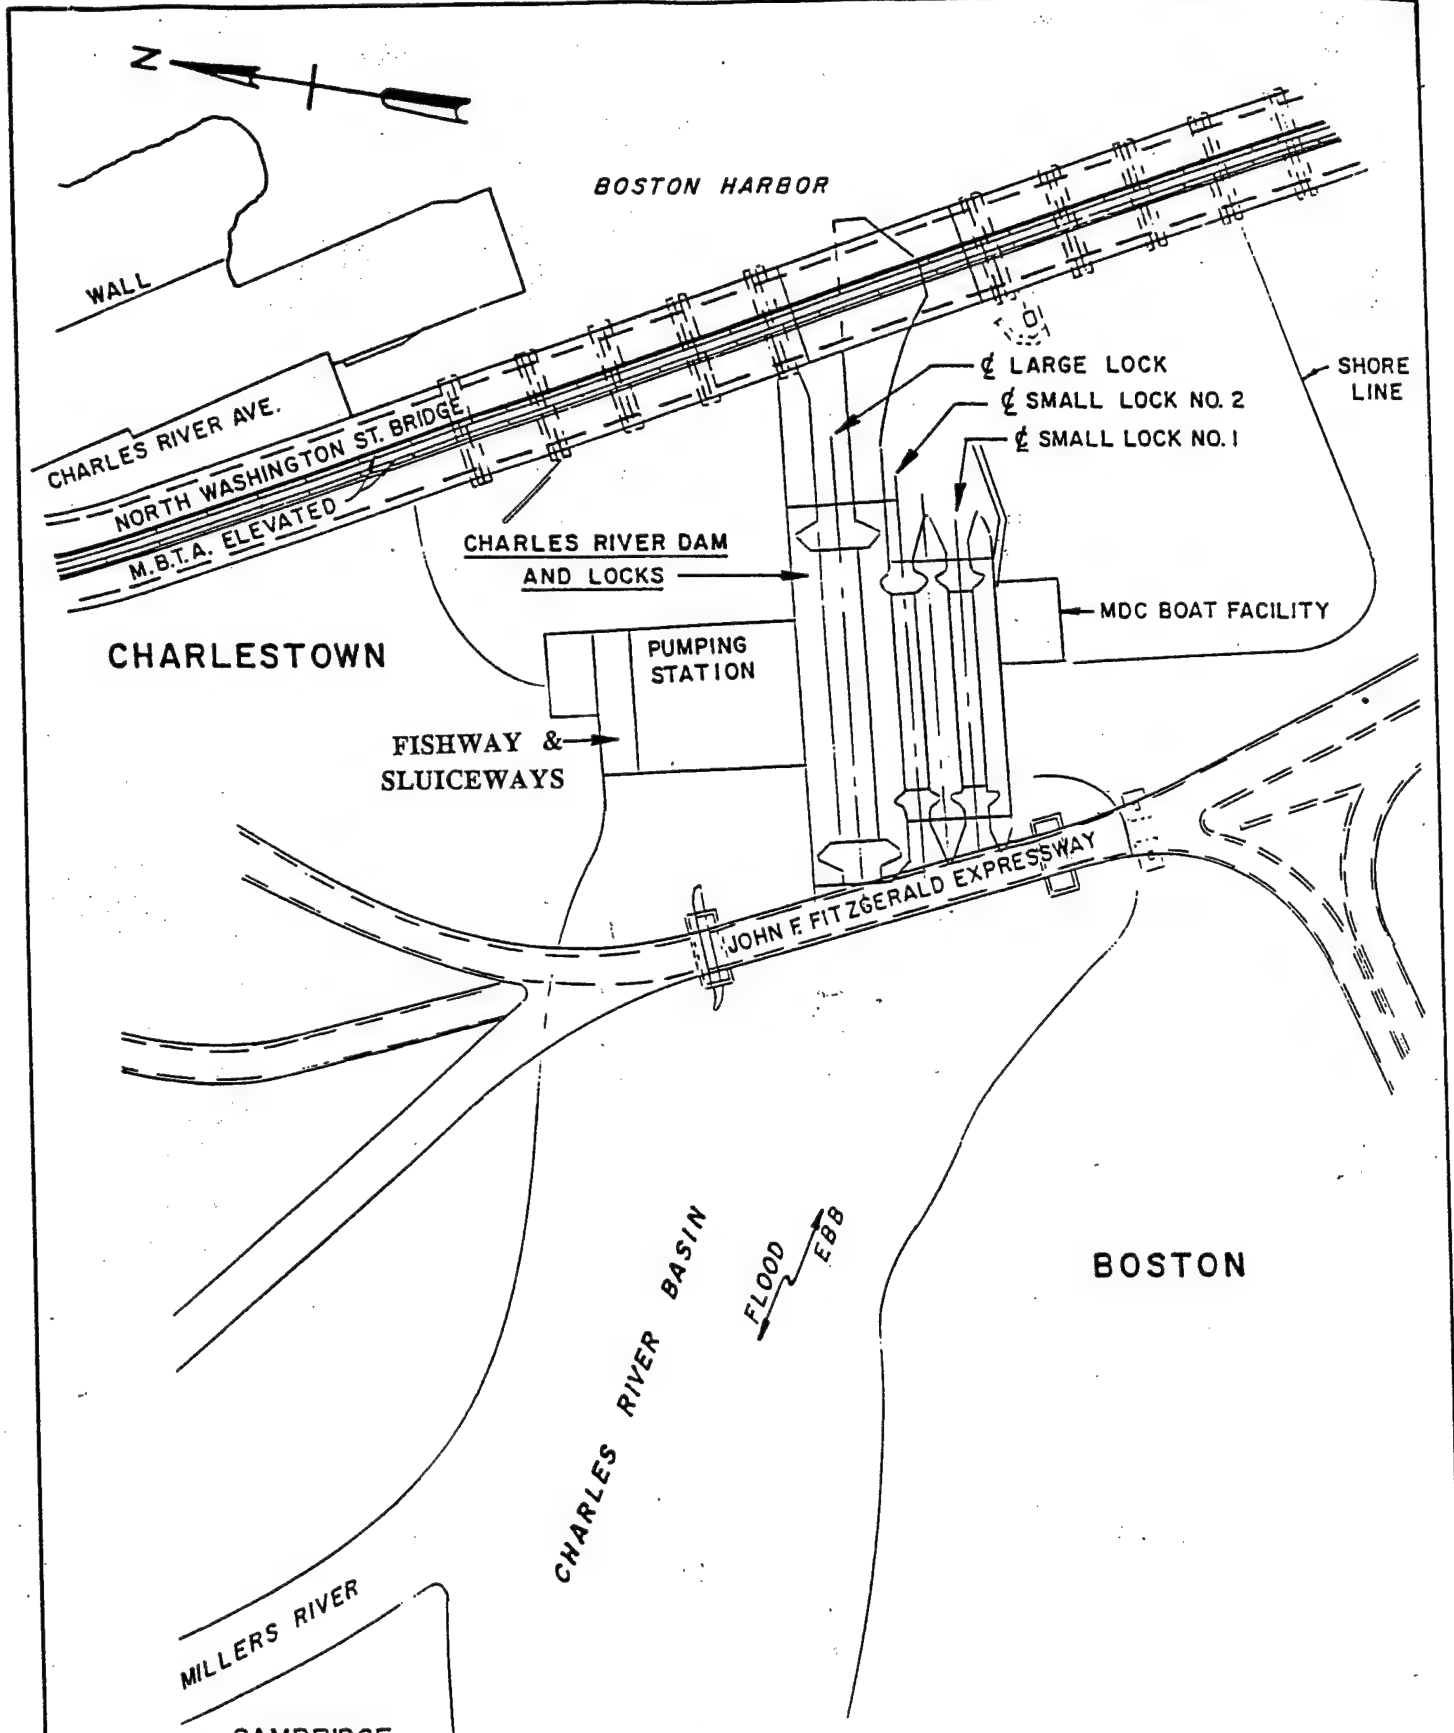 N
BOSTON HARBOR
WALL
CHARLES RIVER AVE.
NORTH WASHINGTON ST. BRIDGE
M.B.T.A. ELEVATED
℄ LARGE LOCK
℄ SMALL LOCK NO. 2
℄ SMALL LOCK NO. 1
SHORE
LINE
CHARLES RIVER DAM
AND LOCKS
MDC BOAT FACILITY
CHARLESTOWN
PUMPING
STATION
FISHWAY &
SLUICEWAYS
JOHN F. FITZGERALD EXPRESSWAY
CHARLES RIVER BASIN
FLOOD
EBB
BOSTON
MILLERS RIVER
CAMBRIDGE